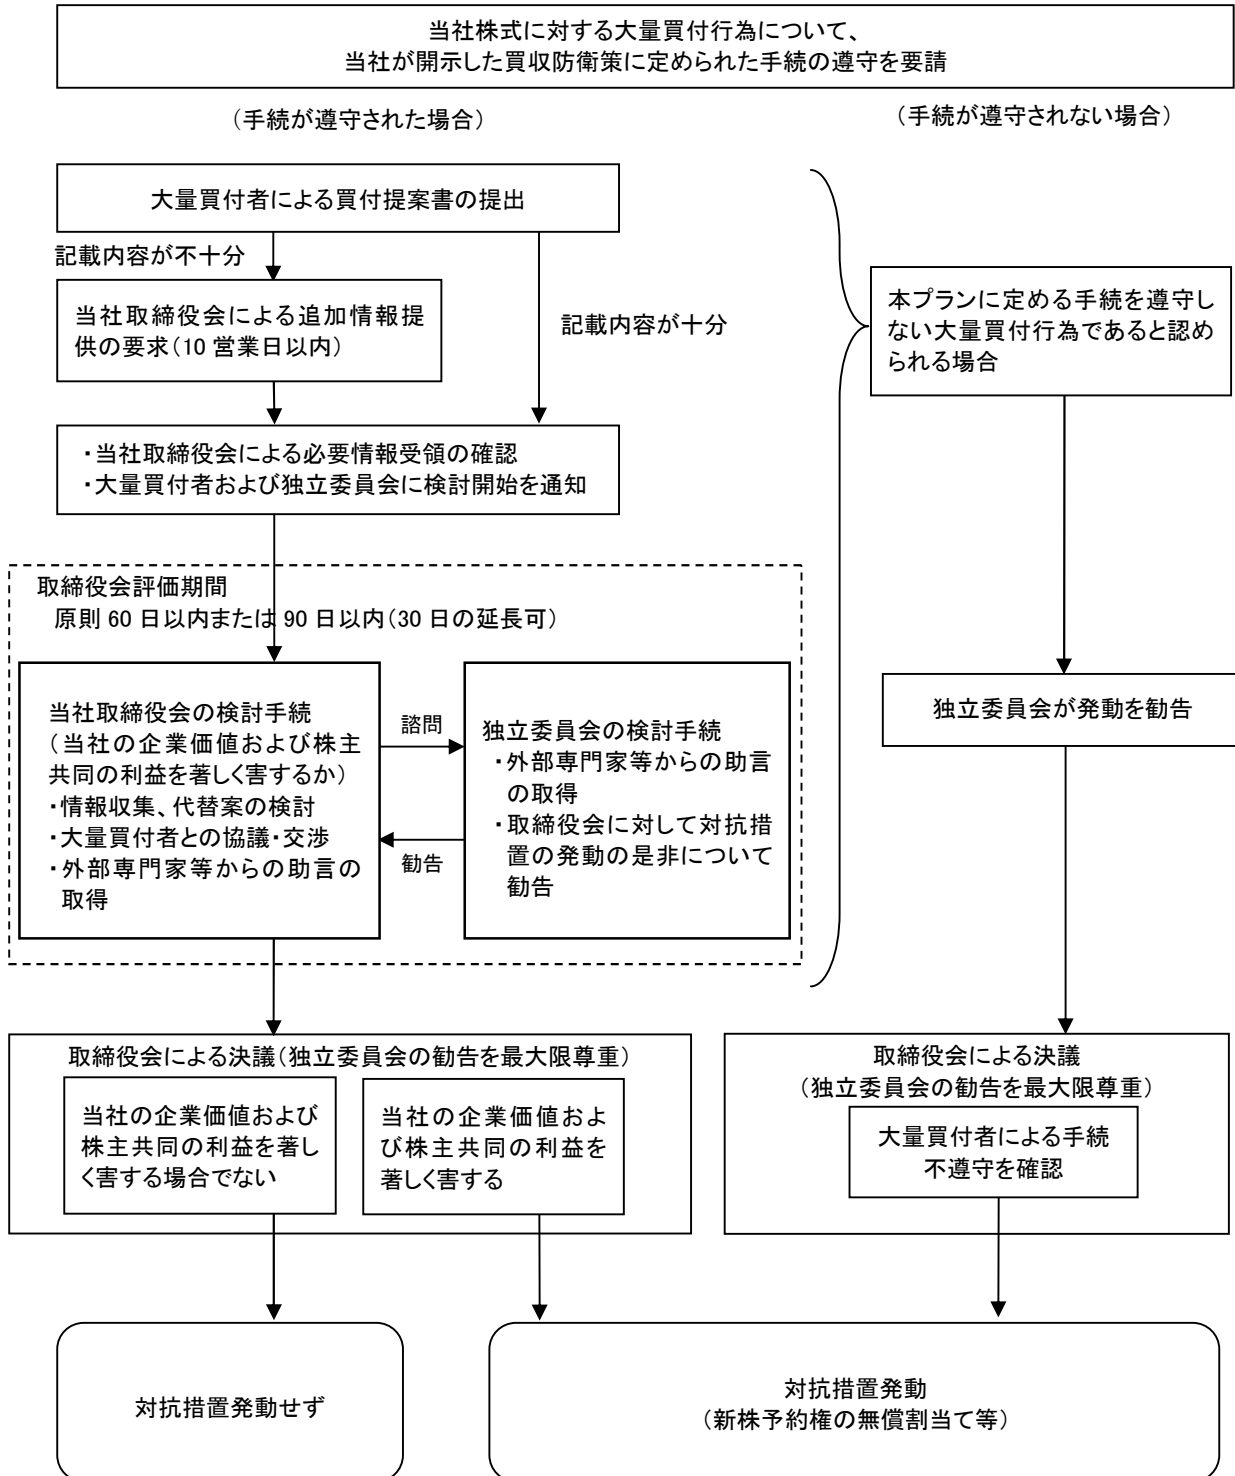 当社株式に対する大量買付行為について、
当社が開示した買収防衛策に定められた手続の遵守を要請
（手続が遵守された場合）
（手続が遵守されない場合）
大量買付者による買付提案書の提出
記載内容が不十分
当社取締役会による追加情報提
供の要求（10 営業日以内）
記載内容が十分
本プランに定める手続を遵守し
ない大量買付行為であると認め
られる場合
・当社取締役会による必要情報受領の確認
・大量買付者および独立委員会に検討開始を通知
取締役会評価期間
原則 60 日以内または 90 日以内（30 日の延長可）
当社取締役会の検討手続
（当社の企業価値および株主
共同の利益を著しく害するか）
・情報収集、代替案の検討
・大量買付者との協議・交渉
・外部専門家等からの助言の
取得
諮問
勧告
独立委員会の検討手続
・外部専門家等からの助言
の取得
・取締役会に対して対抗措
置の発動の是非について
勧告
独立委員会が発動を勧告
取締役会による決議（独立委員会の勧告を最大限尊重）
当社の企業価値および
株主共同の利益を著し
く害する場合でない
当社の企業価値およ
び株主共同の利益を
著しく害する
取締役会による決議
（独立委員会の勧告を最大限尊重）
大量買付者による手続
不遵守を確認
対抗措置発動せず
対抗措置発動
（新株予約権の無償割当て等）